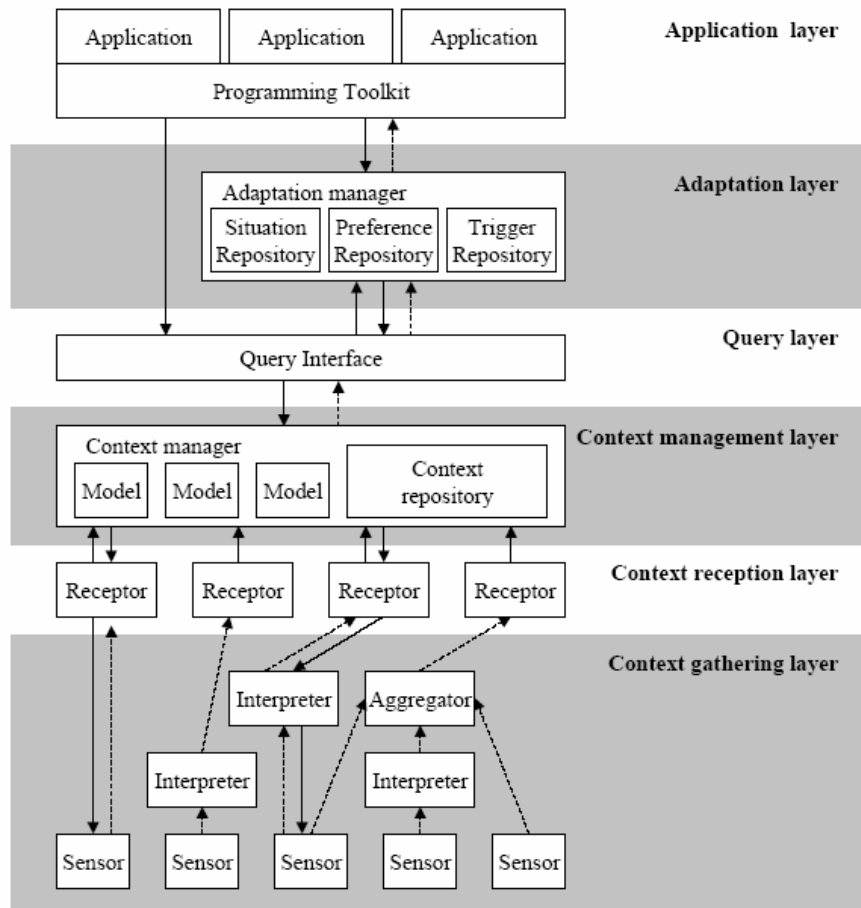 Application Application Application Application layer
Programming Toolkit
Adaptation layer
Adaptation manager
Situation Preference Trigger
Repository Repository Repository
Query layer
Query Interface
Context management layer
Context manager
Context
Model Model Model repository
Receptor Receptor Receptor Receptor Context reception layer
Context gathering layer
Interpreter Aggregator
Interpreter Interpreter
Sensor Sensor Sensor Sensor Sensor